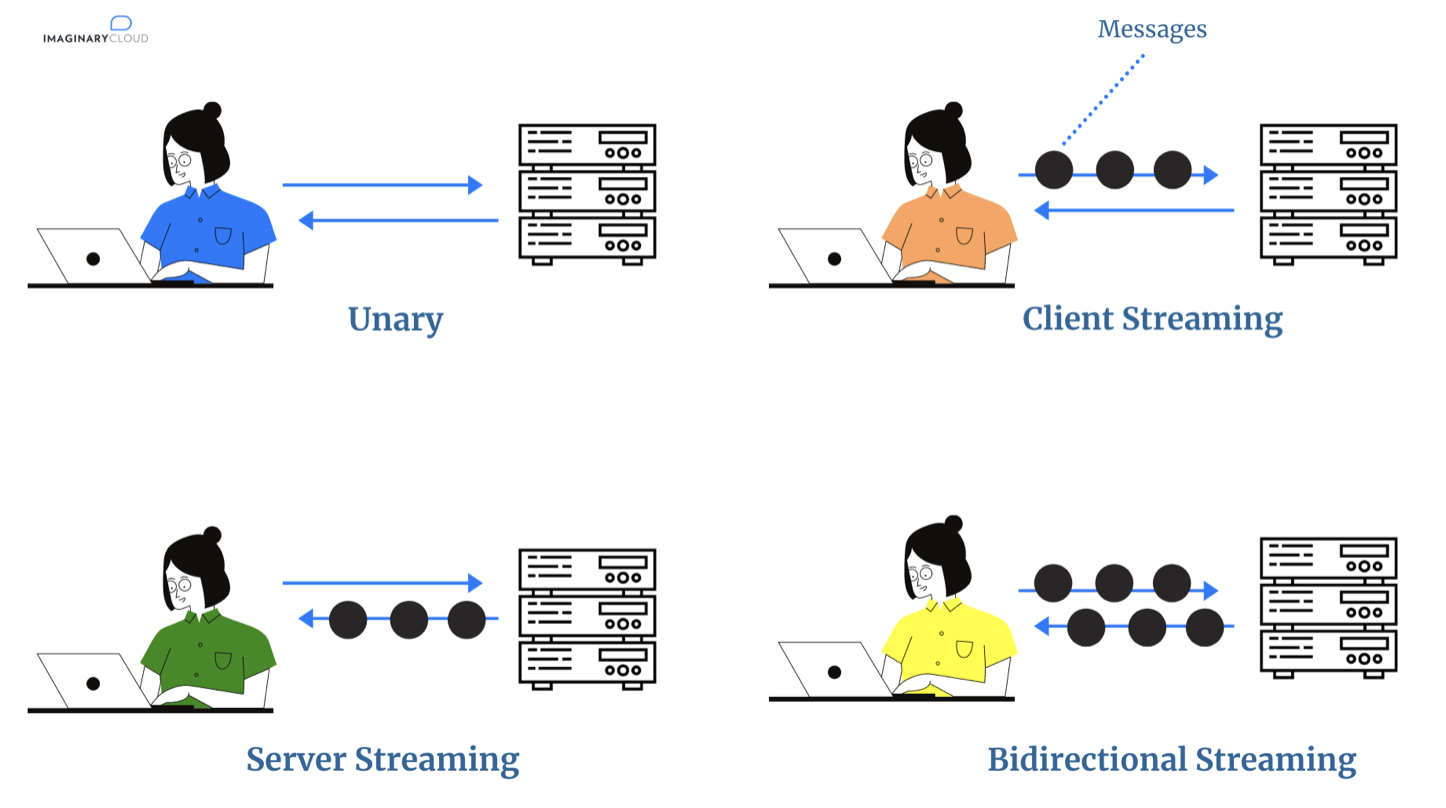 IMAGINARYCLOUD
Messages
Unary
Client Streaming
Server Streaming
Bidirectional Streaming